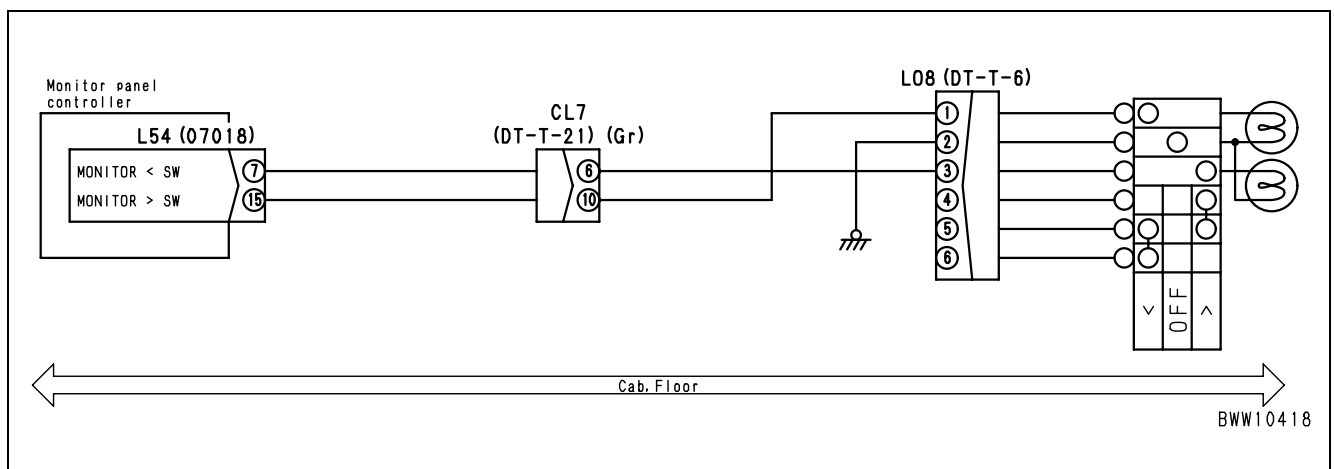 Monitor panel
controller
L54 (07018)
MONITOR < SW 7
MONITOR > SW 15
CL7
(DT-T-21) (Gr)
6
10
L08 (DT-T-6)
1
2
3
4
5
6
< OFF >
Cab, Floor
BWW10418